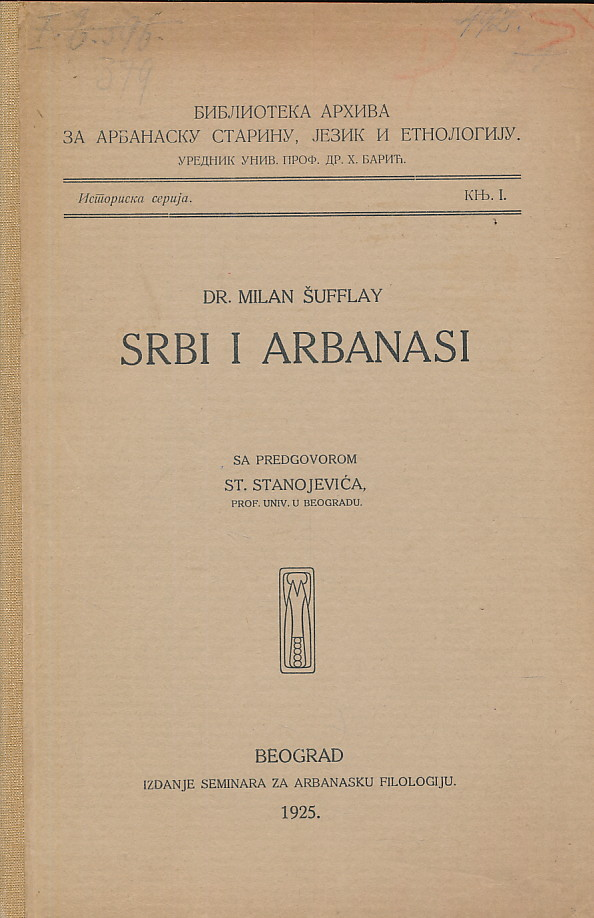 БИБЛИОТЕКА АРХИВА
ЗА АРБАНАСКУ СТАРИНУ, ЈЕЗИК И ЕТНОЛОГИЈУ.
УРЕДНИК УНИВ. ПРОФ. ДР. Х. БАРИЋ.
Историска серија. КЊ. I.
DR. MILAN ŠUFFLAY
SRBI I ARBANASI
SA PREDGOVOROM
ST. STANOJEVIĆA,
PROF. UNIV. U BEOGRADU.
BEOGRAD
IZDANJE SEMINARA ZA ARBANASKU FILOLOGIJU.
1925.